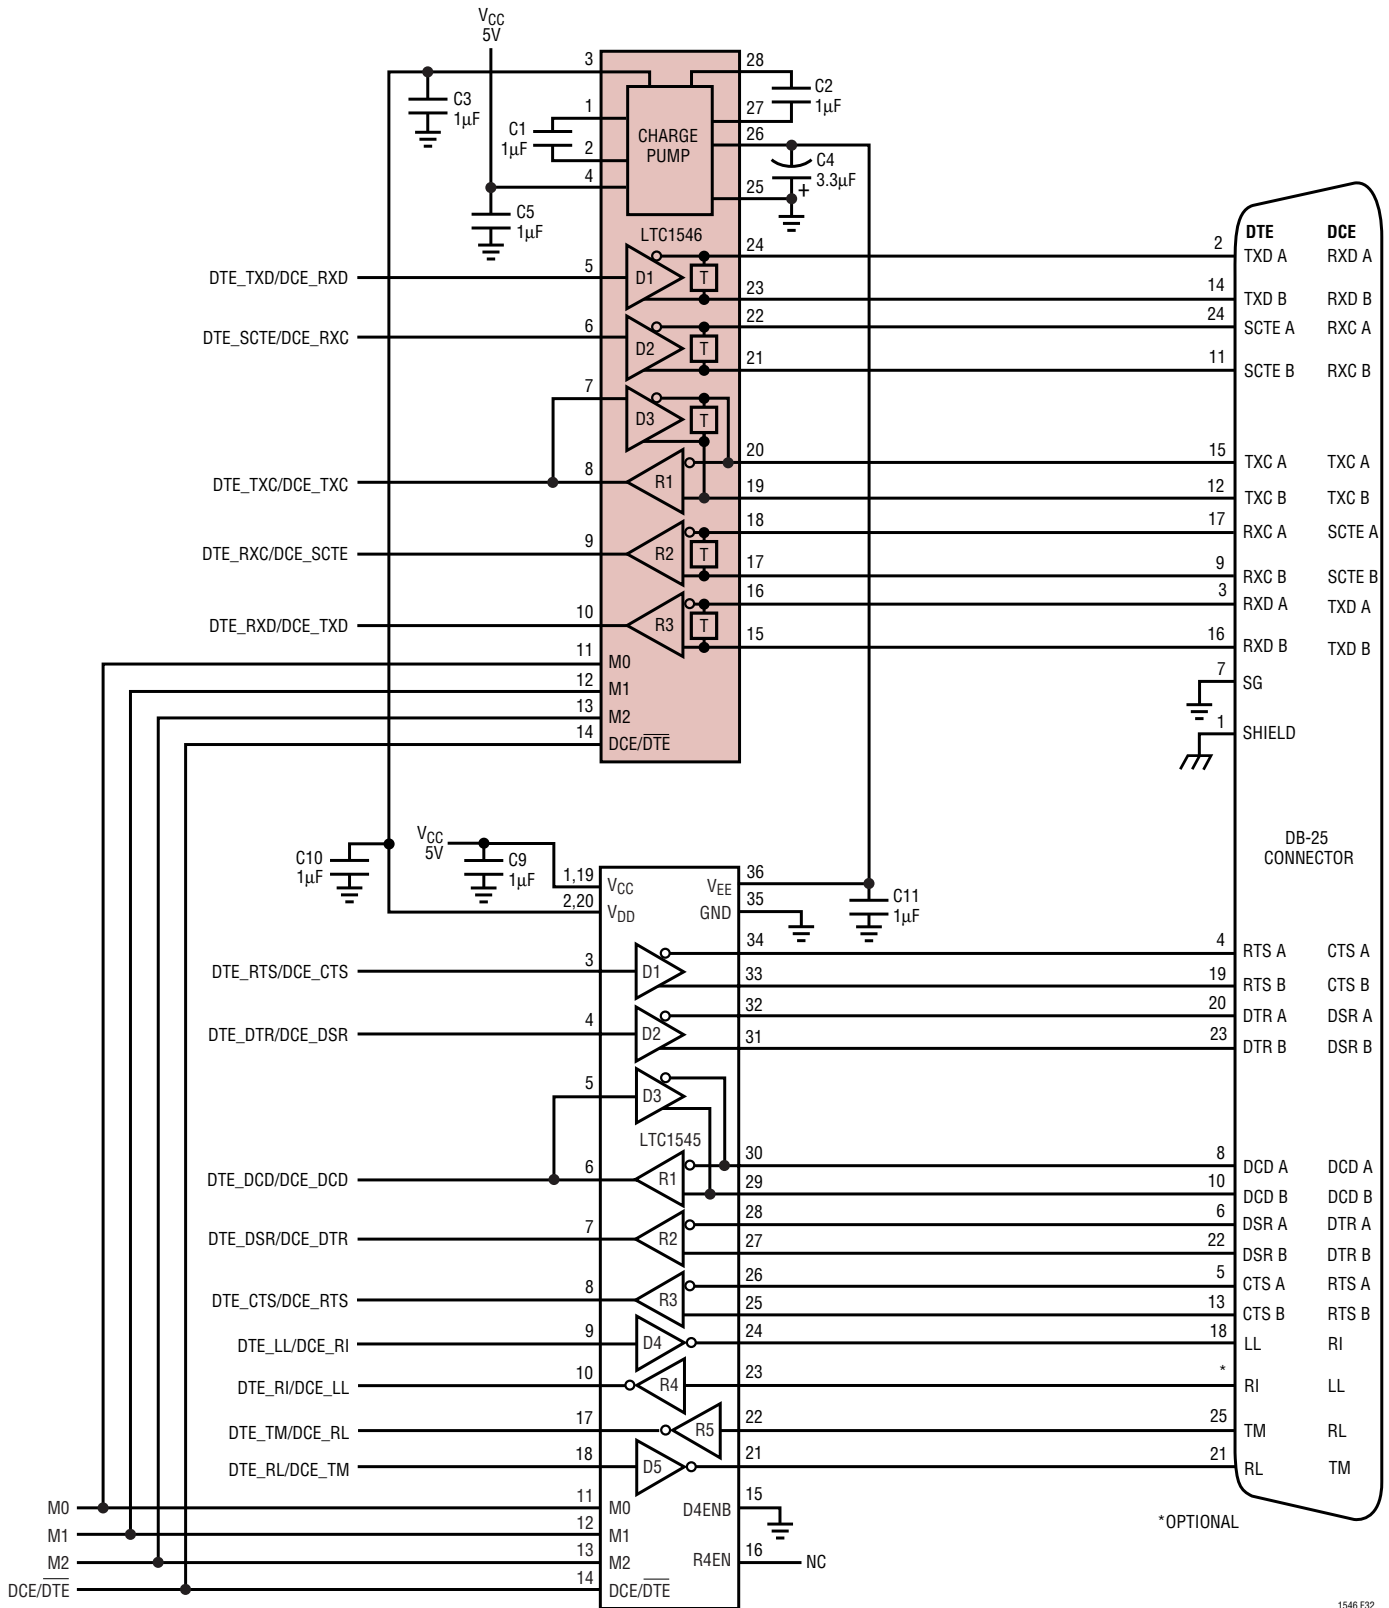 VCC
5V
3
28
C3
1µF
C2
1µF
1
27
C1
1µF
CHARGE
PUMP
26
2
C4
3.3µF
4
25
+
C5
1µF
LTC1546
DTE DCE
24
2
TXD A RXD A
DTE_TXD/DCE_RXD
5
D1
T
23
14
TXD B RXD B
22
24
SCTE A RXC A
DTE_SCTE/DCE_RXC
6
D2
T
21
11
SCTE B RXC B
7
D3
T
20
15
TXC A TXC A
DTE_TXC/DCE_TXC
8
R1
19
12
TXC B TXC B
18
17
RXC A SCTE A
DTE_RXC/DCE_SCTE
9
R2
T
17
9
RXC B SCTE B
16
3
RXD A TXD A
DTE_RXD/DCE_TXD
10
R3
T
15
16
RXD B TXD B
11
M0
7
SG
12
M1
13
M2
1
SHIELD
14
DCE/DTE
DB-25
CONNECTOR
C10
1µF
VCC
5V
C9
1µF
1,19
VCC
VEE
36
2,20
VDD
GND
35
C11
1µF
34
4
RTS A CTS A
DTE_RTS/DCE_CTS
3
D1
33
19
RTS B CTS B
32
20
DTR A DSR A
DTE_DTR/DCE_DSR
4
D2
31
23
DTR B DSR B
5
D3
LTC1545
30
8
DCD A DCD A
DTE_DCD/DCE_DCD
6
R1
29
10
DCD B DCD B
28
6
DSR A DTR A
DTE_DSR/DCE_DTR
7
R2
27
22
DSR B DTR B
26
5
CTS A RTS A
DTE_CTS/DCE_RTS
8
R3
25
13
CTS B RTS B
DTE_LL/DCE_RI
9
D4
24
18
LL RI
DTE_RI/DCE_LL
10
R4
23
*
RI LL
DTE_TM/DCE_RL
17
R5
22
25
TM RL
DTE_RL/DCE_TM
18
D5
21
21
RL TM
M0
11
M0
D4ENB
15
*OPTIONAL
M1
12
M1
M2
13
M2
R4EN
16
NC
DCE/DTE
14
DCE/DTE
1546 F32